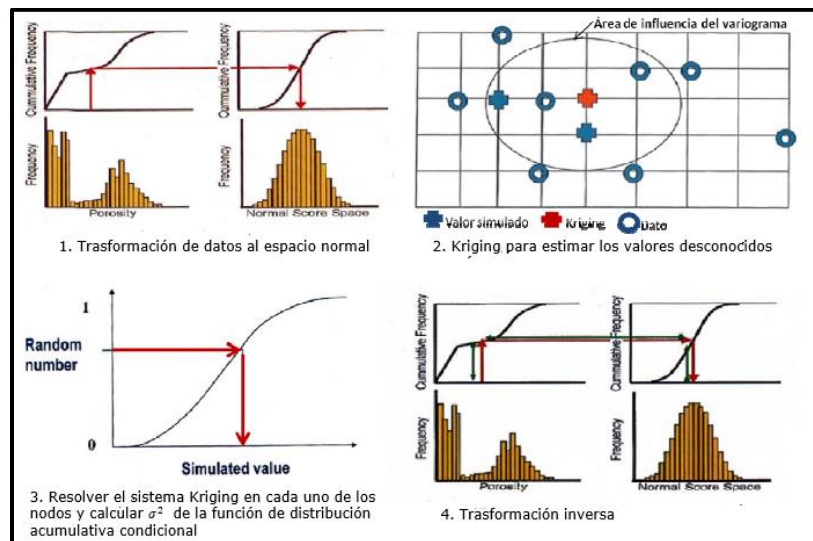 Cummulative Frequency
Cummulative Frequency
Frequency
Frequency
Porosity
Normal Score Space
1. Trasformación de datos al espacio normal
Área de influencia del variograma
Valor simulado
Kriging
Dato
2. Kriging para estimar los valores desconocidos
1
Random
number
0
Simulated value
3. Resolver el sistema Kriging en cada uno de los
nodos y calcular σ² de la función de distribución
acumulativa condicional
Cummulative Frequency
Cummulative Frequency
Frequency
Frequency
Porosity
Normal Score Space
4. Trasformación inversa